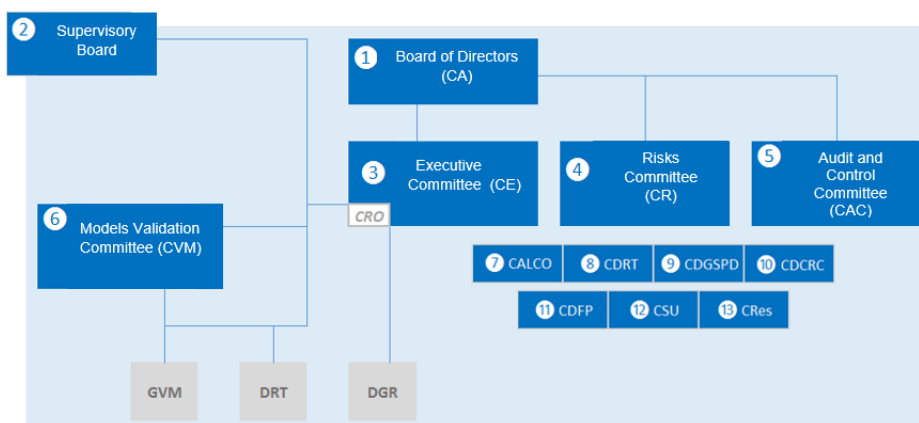 2 Supervisory
Board
1 Board of Directors
(CA)
3 Executive
Committee (CE)
CRO
4 Risks
Committee
(CR)
5 Audit and
Control
Committee
(CAC)
6 Models Validation
Committee (CVM)
7 CALCO
8 CDRT
9 CDGSPD
10 CDCRC
11 CDFP
12 CSU
13 CRes
GVM
DRT
DGR